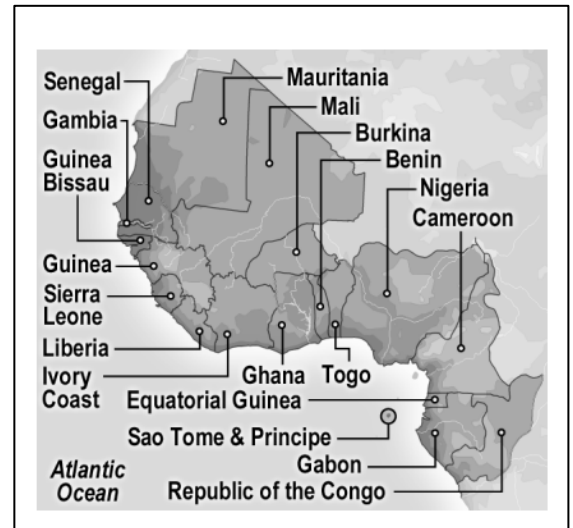 Senegal
Mauritania
Gambia
Mali
Guinea
Bissau
Burkina
Benin
Nigeria
Cameroon
Guinea
Sierra
Leone
Liberia
Ivory
Coast
Ghana
Togo
Equatorial Guinea
Sao Tome & Principe
Gabon
Atlantic
Ocean
Republic of the Congo